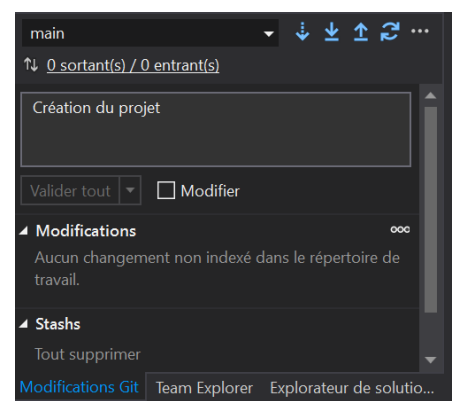 main
0 sortant(s) / 0 entrant(s)
Création du projet
Valider tout
Modifier
Modifications
Aucun changement non indexé dans le répertoire de
travail.
Stashs
Tout supprimer
Modifications Git Team Explorer Explorateur de solutio...